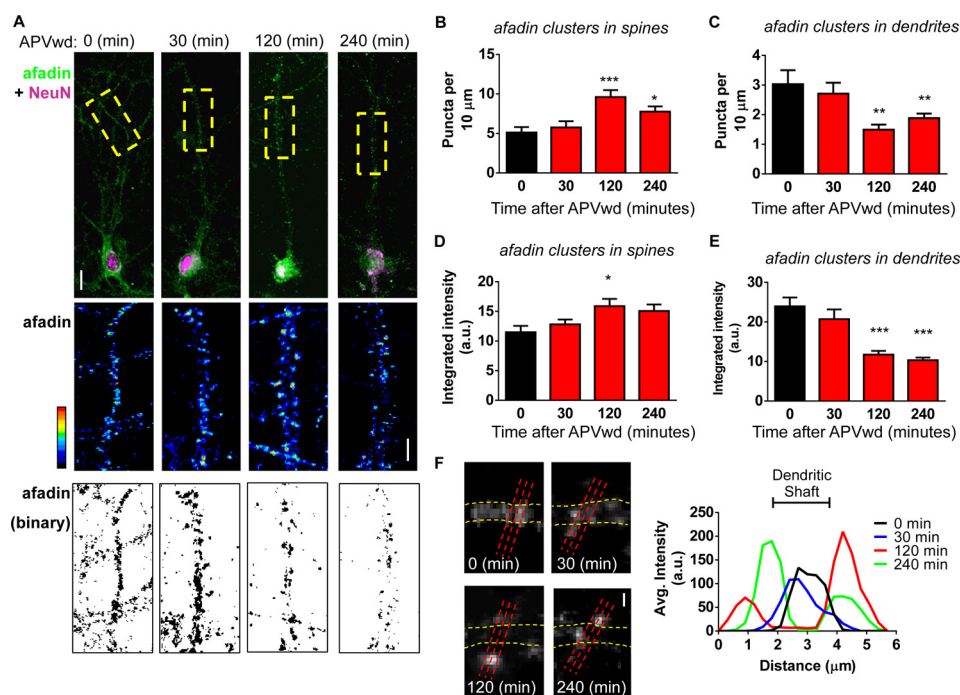 A
APVwd: 0 (min) 30 (min) 120 (min) 240 (min)
afadin
+ NeuN
afadin
afadin
(binary)
B
afadin clusters in spines
Puncta per
10 µm
15
10
5
0
***
*
0 30 120 240
Time after APVwd (minutes)
C
afadin clusters in dendrites
Puncta per
10 µm
4
3
2
1
0
**
**
0 30 120 240
Time after APVwd (minutes)
D
afadin clusters in spines
Integrated intensity
(a.u.)
20
15
10
5
0
*
0 30 120 240
Time after APVwd (minutes)
E
afadin clusters in dendrites
Integrated intensity
(a.u.)
30
20
10
0
***
***
0 30 120 240
Time after APVwd (minutes)
F
0 (min)
30 (min)
120 (min)
240 (min)
Dendritic
Shaft
Avg. Intensity
(a.u.)
250
200
150
100
50
0
0 1 2 3 4 5 6
Distance (µm)
0 min
30 min
120 min
240 min